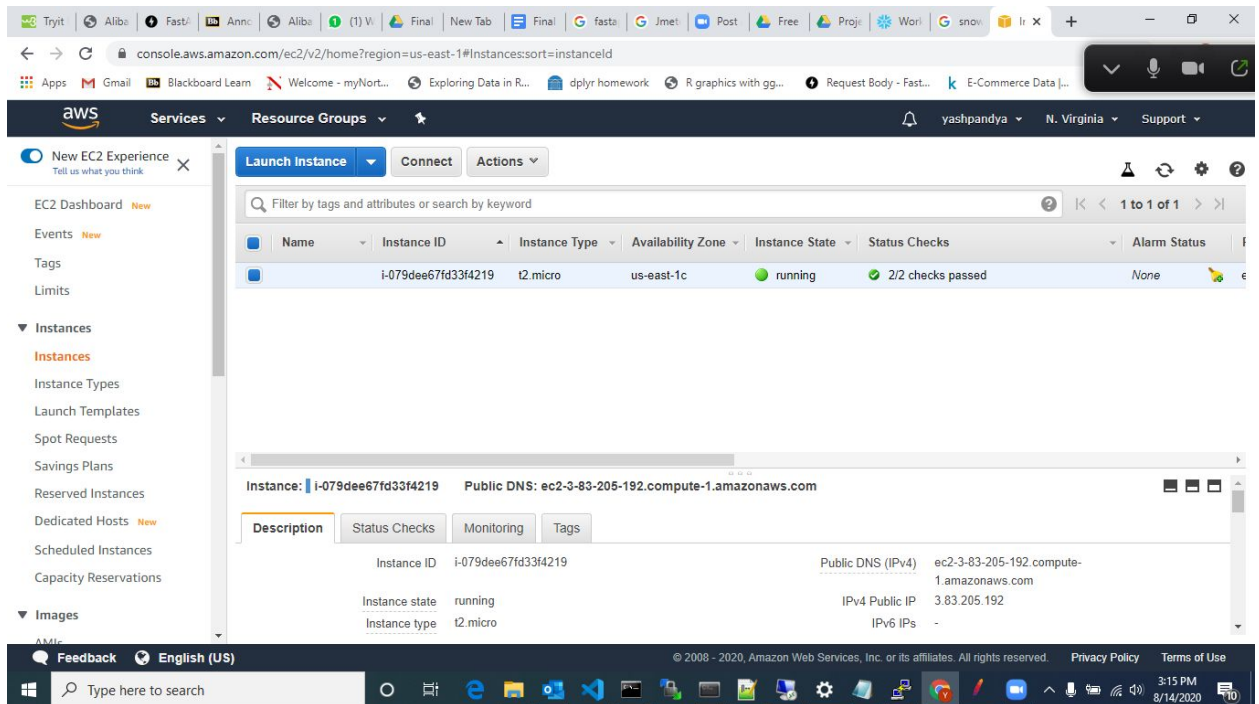 Tryit Aliba FastA Annc Aliba (1) W Final New Tab Final fasta Jmet Post Free Proje Work snow In
console.aws.amazon.com/ec2/v2/home?region=us-east-1#Instances:sort=instanceId
Apps Gmail Blackboard Learn Welcome - myNort... Exploring Data in R... dplyr homework R graphics with gg... Request Body - Fast... E-Commerce Data |...
aws Services Resource Groups yashpandya N. Virginia Support
New EC2 Experience
Tell us what you think
Launch Instance Connect Actions
EC2 Dashboard New
Filter by tags and attributes or search by keyword 1 to 1 of 1
Events New
Name Instance ID Instance Type Availability Zone Instance State Status Checks Alarm Status
Tags
i-079dee67fd33f4219 t2.micro us-east-1c running 2/2 checks passed None
Limits
Instances
Instances
Instance Types
Launch Templates
Spot Requests
Savings Plans
Reserved Instances
Dedicated Hosts New
Scheduled Instances
Capacity Reservations
Images
AMIs
Instance: i-079dee67fd33f4219 Public DNS: ec2-3-83-205-192.compute-1.amazonaws.com
Description Status Checks Monitoring Tags
Instance ID i-079dee67fd33f4219 Public DNS (IPv4) ec2-3-83-205-192.compute-
1.amazonaws.com
Instance state running IPv4 Public IP 3.83.205.192
Instance type t2.micro IPv6 IPs -
Feedback English (US) © 2008 - 2020, Amazon Web Services, Inc. or its affiliates. All rights reserved. Privacy Policy Terms of Use
Type here to search 3:15 PM
8/14/2020